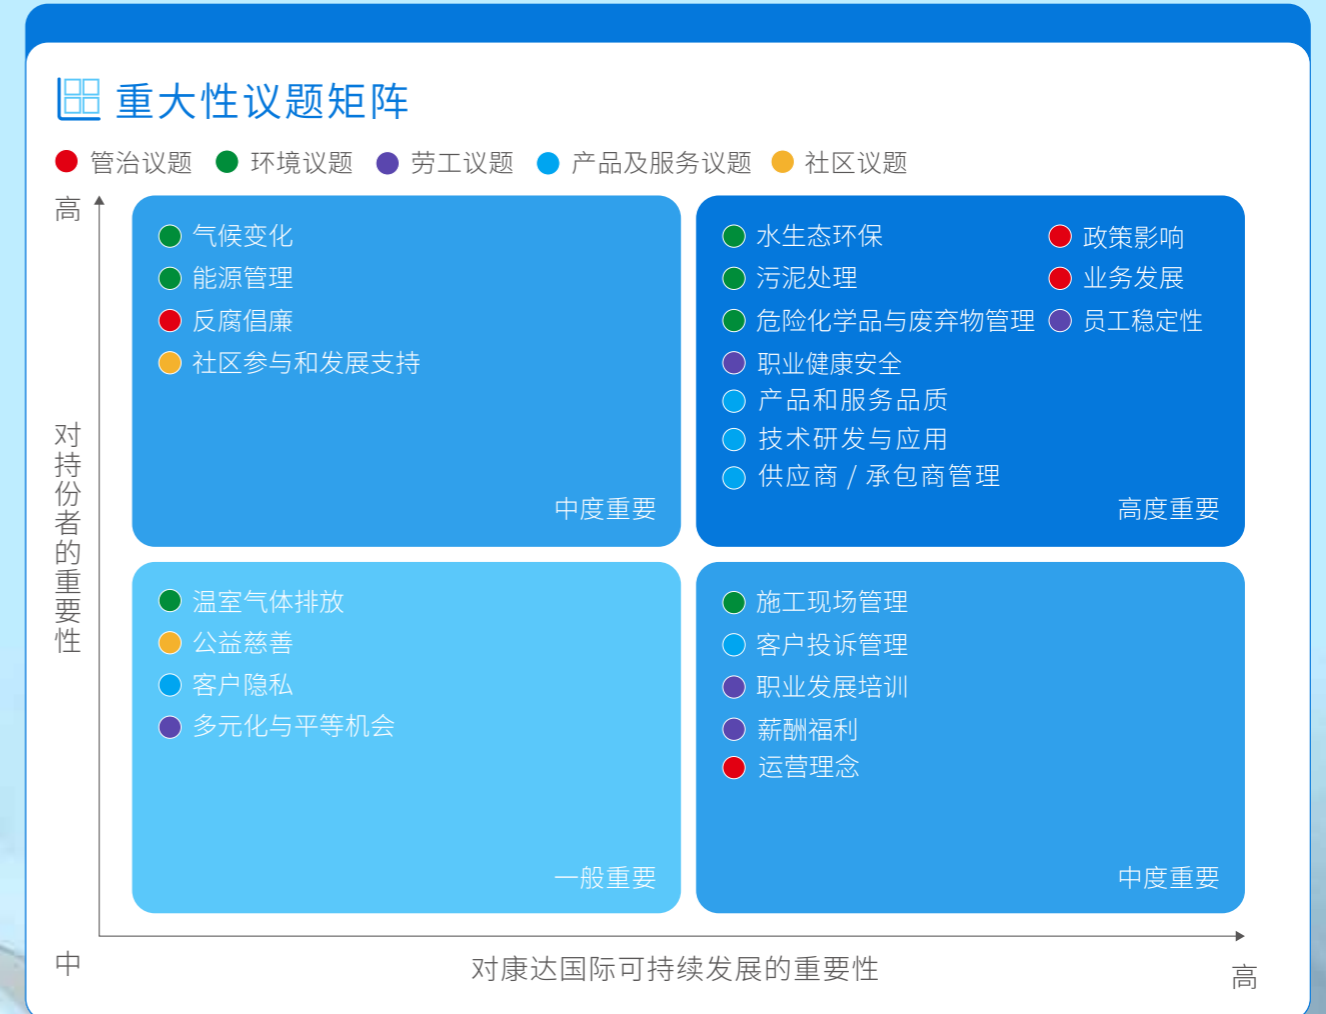 重大性议题矩阵
管治议题 环境议题 劳工议题 产品及服务议题 社区议题
高
对持份者的重要性
气候变化
能源管理
反腐倡廉
社区参与和发展支持
中度重要
水生态环保
污泥处理
危险化学品与废弃物管理
职业健康安全
产品和服务品质
技术研发与应用
供应商 / 承包商管理
政策影响
业务发展
员工稳定性
高度重要
温室气体排放
公益慈善
客户隐私
多元化与平等机会
一般重要
施工现场管理
客户投诉管理
职业发展培训
薪酬福利
运营理念
中度重要
中
对康达国际可持续发展的重要性
高